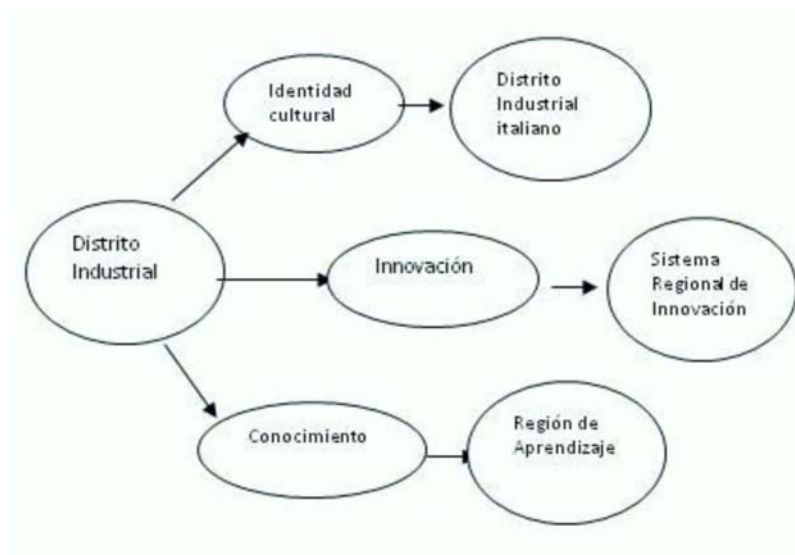 Identidad
cultural
Distrito
Industrial
italiano
Distrito
Industrial
Innovación
Sistema
Regional de
Innovación
Conocimiento
Región de
Aprendizaje